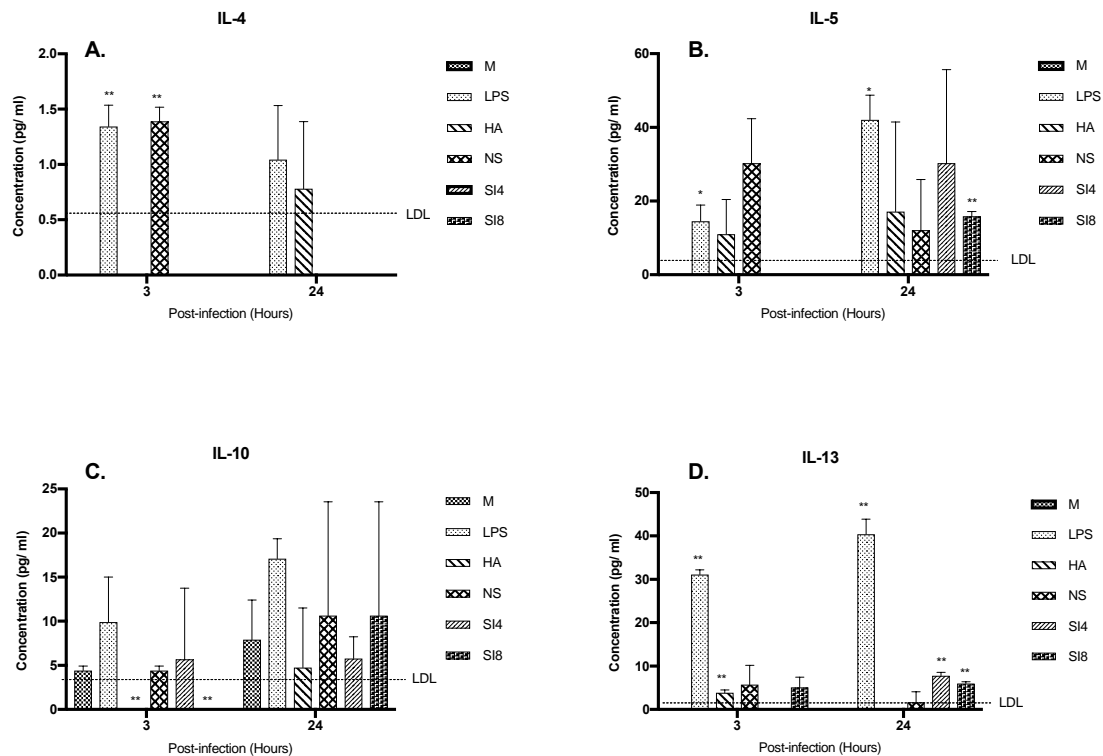 IL-4
A.
2.0
1.5
1.0
0.5
0.0
Concentration (pg/ ml)
** **
LDL
3 24
Post-infection (Hours)
M
LPS
HA
NS
SI4
SI8
IL-5
B.
60
40
20
0
Concentration (pg/ ml)
* * **
LDL
3 24
Post-infection (Hours)
M
LPS
HA
NS
SI4
SI8
IL-10
C.
25
20
15
10
5
0
Concentration (pg/ ml)
** **
LDL
3 24
Post-infection (Hours)
M
LPS
HA
NS
SI4
SI8
IL-13
D.
50
40
30
20
10
0
Concentration (pg/ ml)
** ** ** ** **
LDL
3 24
Post-infection (Hours)
M
LPS
HA
NS
SI4
SI8